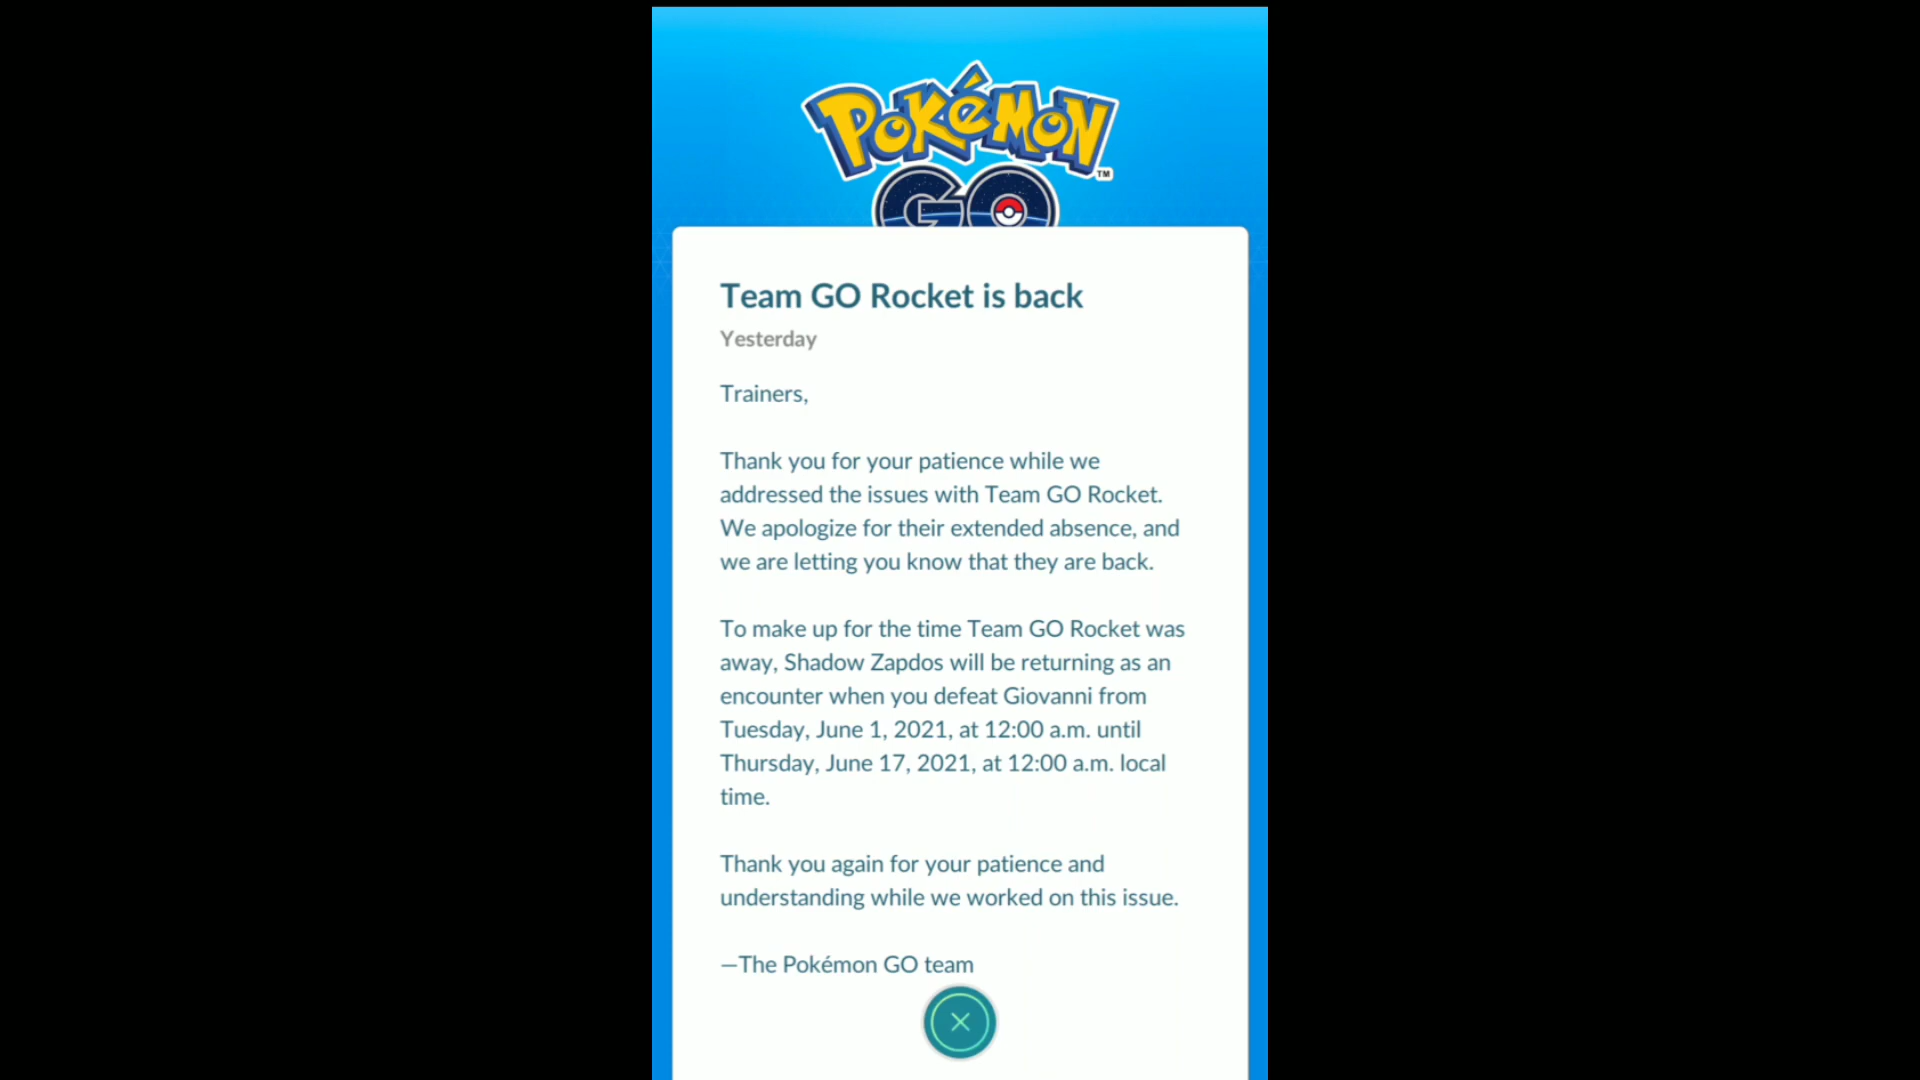 POKéMON
TM
GO
Team GO Rocket is back
Yesterday
Trainers,
Thank you for your patience while we
addressed the issues with Team GO Rocket.
We apologize for their extended absence, and
we are letting you know that they are back.
To make up for the time Team GO Rocket was
away, Shadow Zapdos will be returning as an
encounter when you defeat Giovanni from
Tuesday, June 1, 2021, at 12:00 a.m. until
Thursday, June 17, 2021, at 12:00 a.m. local
time.
Thank you again for your patience and
understanding while we worked on this issue.
—The Pokémon GO team